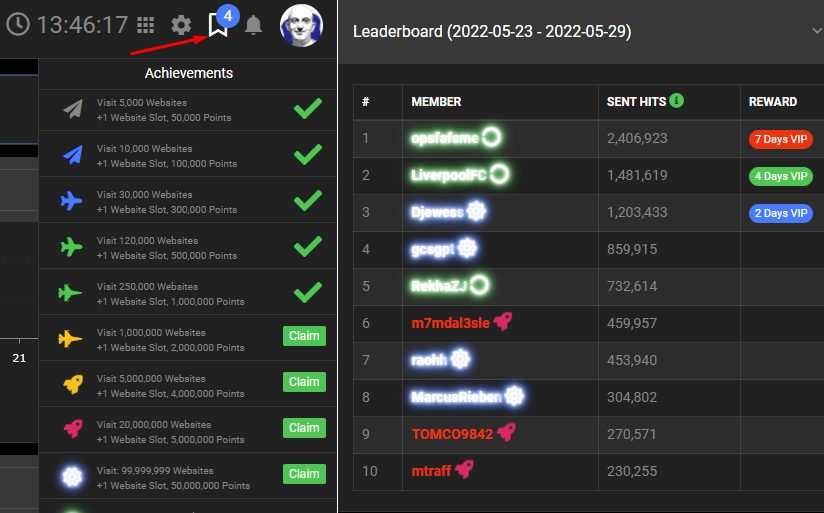 13:46:17
4
Achievements
Visit 5,000 Websites
+1 Website Slot, 50,000 Points
Visit 10,000 Websites
+1 Website Slot, 100,000 Points
Visit 30,000 Websites
+1 Website Slot, 300,000 Points
Visit 120,000 Websites
+1 Website Slot, 500,000 Points
Visit 250,000 Websites
+1 Website Slot, 1,000,000 Points
Visit 1,000,000 Websites
+1 Website Slot, 2,000,000 Points
Claim
Visit 5,000,000 Websites
+1 Website Slot, 4,000,000 Points
Claim
Visit 20,000,000 Websites
+1 Website Slot, 5,000,000 Points
Claim
Visit: 99,999,999 Websites
+1 Website Slot, 50,000,000 Points
Claim
21
Leaderboard (2022-05-23 - 2022-05-29)
# MEMBER SENT HITS REWARD
1 opsfafsme 2,406,923 7 Days VIP
2 LiverpoolFC 1,481,619 4 Days VIP
3 Djewess 1,203,433 2 Days VIP
4 gcsgpt 859,915
5 RekhaZJ 732,614
6 m7mdal3sle 459,957
7 raohh 453,940
8 MarcusRieben 304,802
9 TOMCO9842 270,571
10 mtraff 230,255